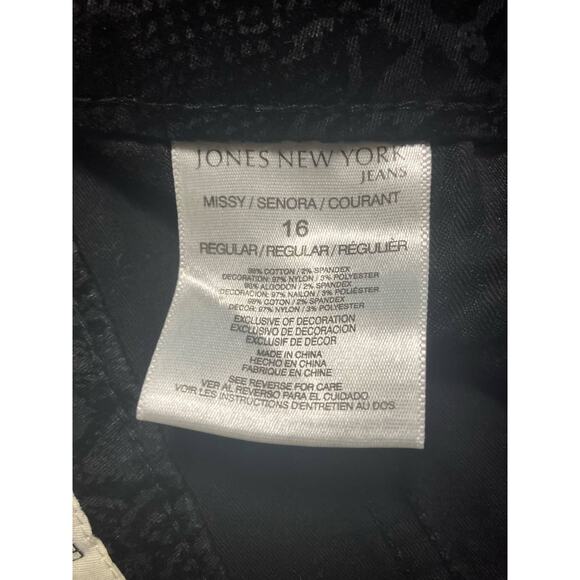 JONES NEW YORK
JEANS
MISSY / SENORA / COURANT
16
REGULAR / REGULAR / RÉGULIÈR
98% COTTON / 2% SPANDEX
DECORATION: 97% NYLON / 3% POLYESTER
98% ALGODON / 2% SPANDEX
DECORACION: 97% NAILON / 3% POLIÉSTER
98% COTON / 2% SPANDEX
DÉCOR: 97% NYLON / 3% POLYESTER
EXCLUSIVE OF DECORATION
EXCLUSIVO DE DECORACION
EXCLUSIF DE DÉCOR
MADE IN CHINA
HECHO EN CHINA
FABRIQUE EN CHINE
SEE REVERSE FOR CARE
VER AL REVERSO PARA EL CUIDADO
VOIR LES INSTRUCTIONS D'ENTRETIEN AU DOS.